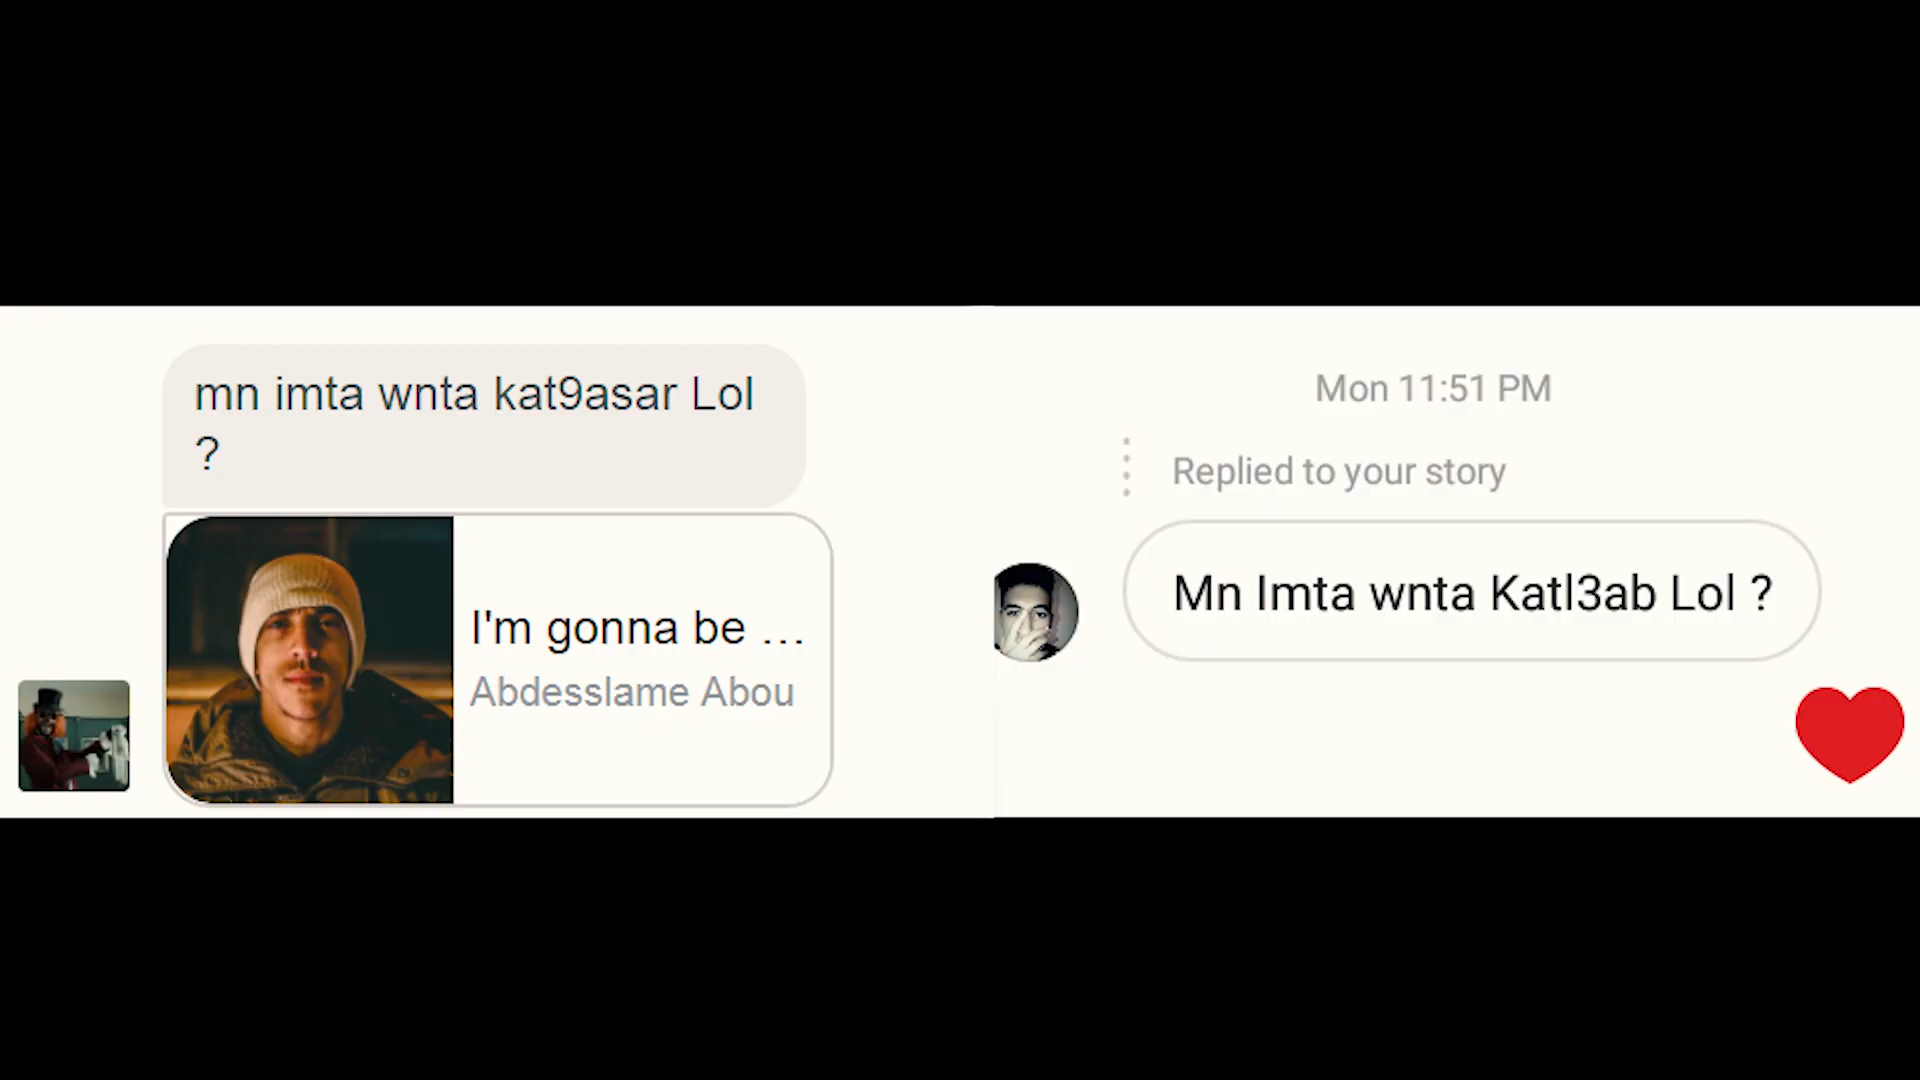 mn imta wnta kat9asar Lol
?
I'm gonna be ...
Abdesslame Abou
Mon 11:51 PM
Replied to your story
Mn Imta wnta Katl3ab Lol ?